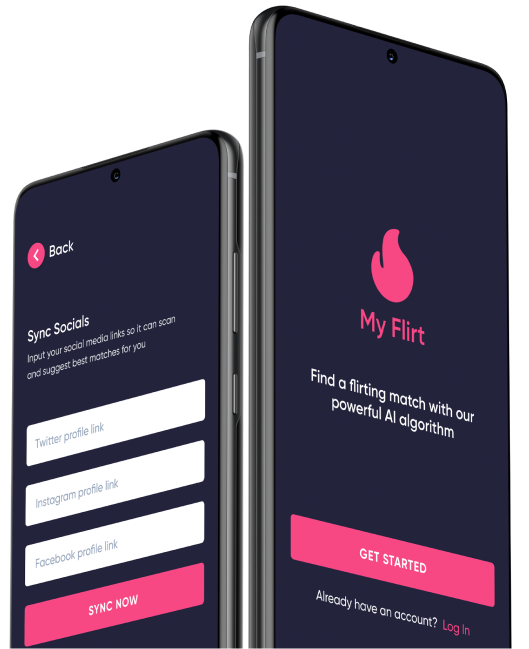 Back
Sync Socials
Input your social media links so it can scan
and suggest best matches for you
Twitter profile link
Instagram profile link
Facebook profile link
SYNC NOW
My Flirt
Find a flirting match with our
powerful AI algorithm
GET STARTED
Already have an account? Log In